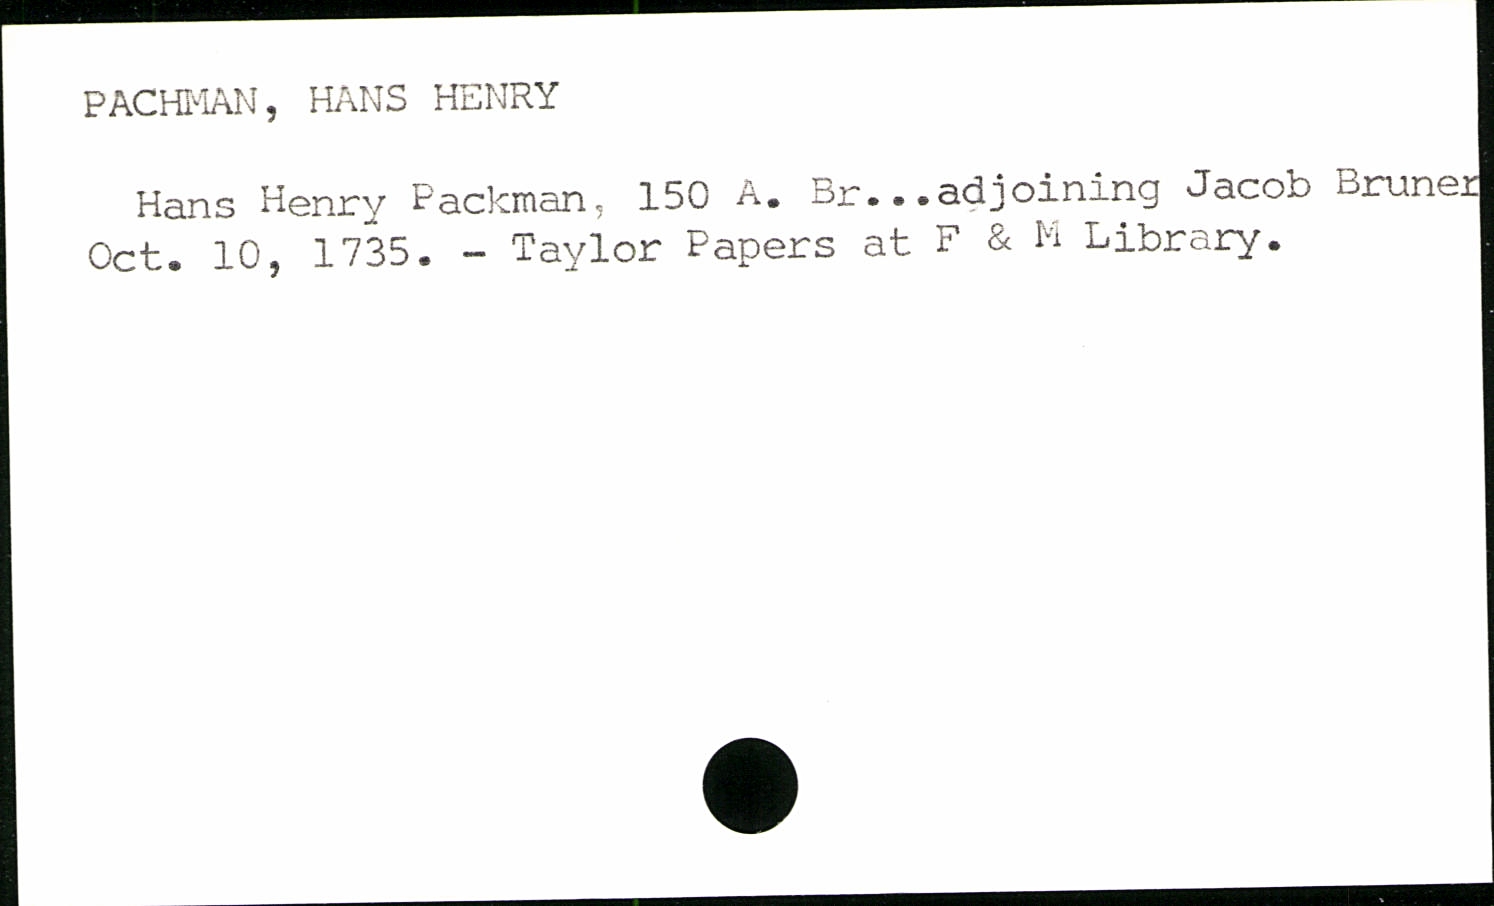 PACHMAN, HANS HENRY
Hans Henry Packman, 150 A. Br...adjoining Jacob Bruner
Oct. 10, 1735. - Taylor Papers at F & M Library.